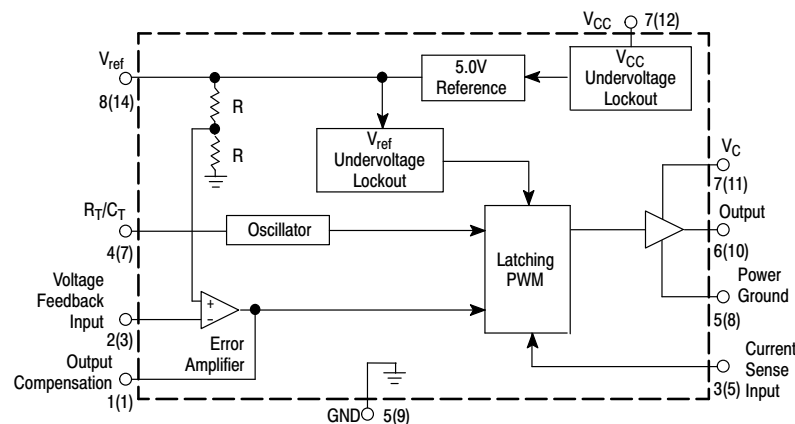 VCC 7(12)
Vref
8(14)
R
R
5.0V
Reference
VCC
Undervoltage
Lockout
Vref
Undervoltage
Lockout
VC
7(11)
RT/CT
4(7)
Oscillator
Latching
PWM
Output
6(10)
Voltage
Feedback
Input
2(3)
+
−
Error
Amplifier
Power
Ground
5(8)
Output
Compensation
1(1)
Current
Sense
Input
3(5)
GND 5(9)